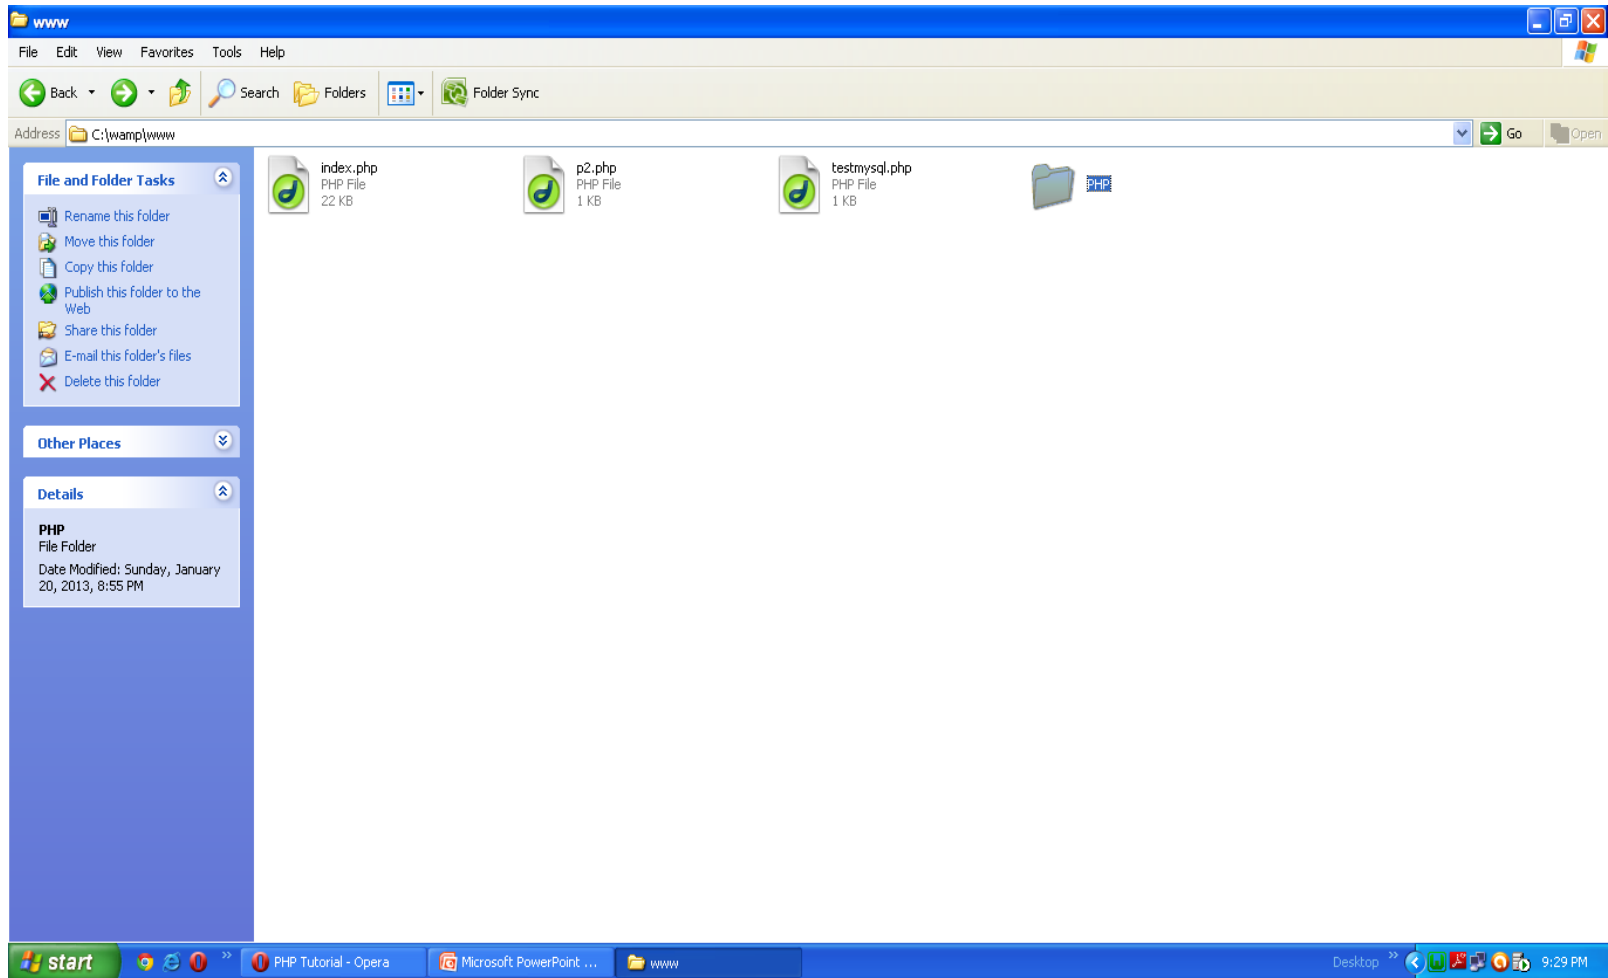 www
File Edit View Favorites Tools Help
Back Search Folders Folder Sync
Address C:\wamp\www Go Open
File and Folder Tasks
Rename this folder
Move this folder
Copy this folder
Publish this folder to the
Web
Share this folder
E-mail this folder's files
Delete this folder
Other Places
Details
PHP
File Folder
Date Modified: Sunday, January
20, 2013, 8:55 PM
index.php
PHP File
22 KB
p2.php
PHP File
1 KB
testmysql.php
PHP File
1 KB
PHP
start PHP Tutorial - Opera Microsoft PowerPoint ... www Desktop 9:29 PM